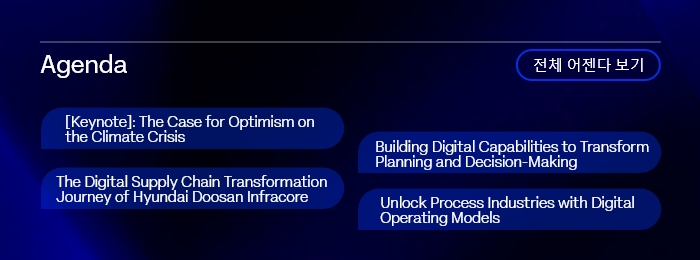 Agenda
전체 어젠다 보기
[Keynote]: The Case for Optimism on
the Climate Crisis
Building Digital Capabilities to Transform
Planning and Decision-Making
The Digital Supply Chain Transformation
Journey of Hyundai Doosan Infracore
Unlock Process Industries with Digital
Operating Models